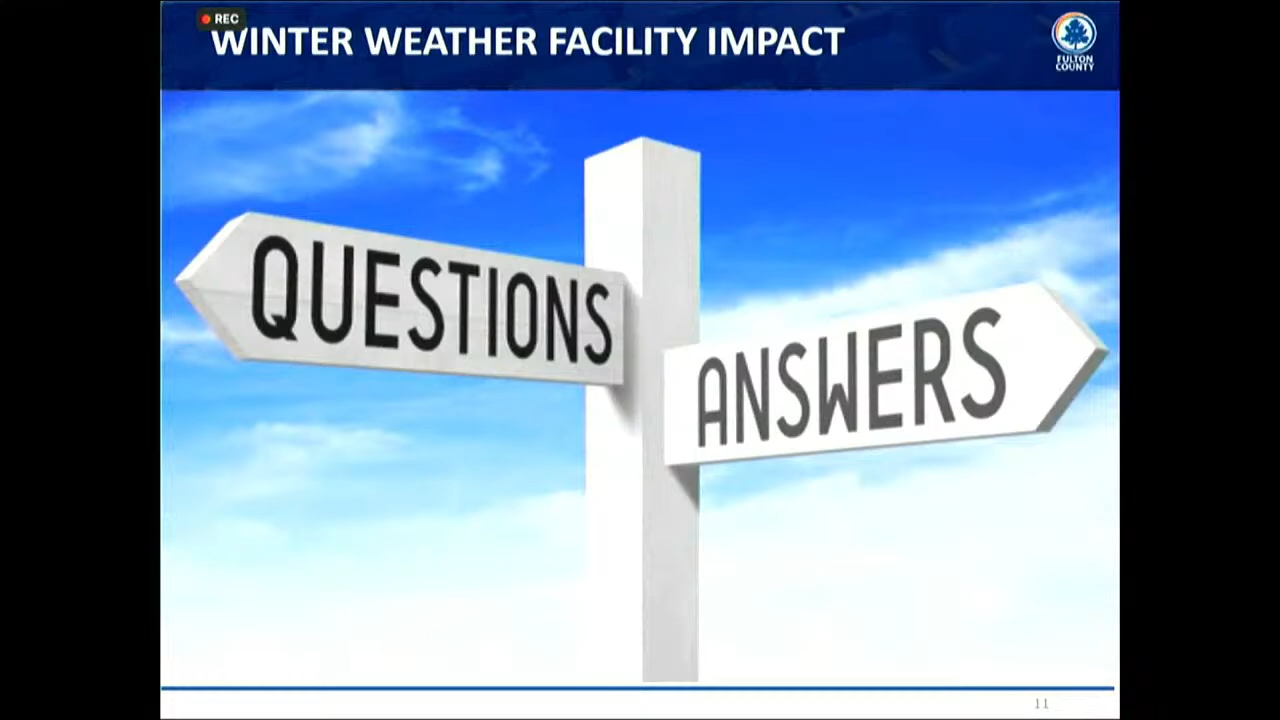 REC
WINTER WEATHER FACILITY IMPACT
FULTON
COUNTY
QUESTIONS
ANSWERS
11